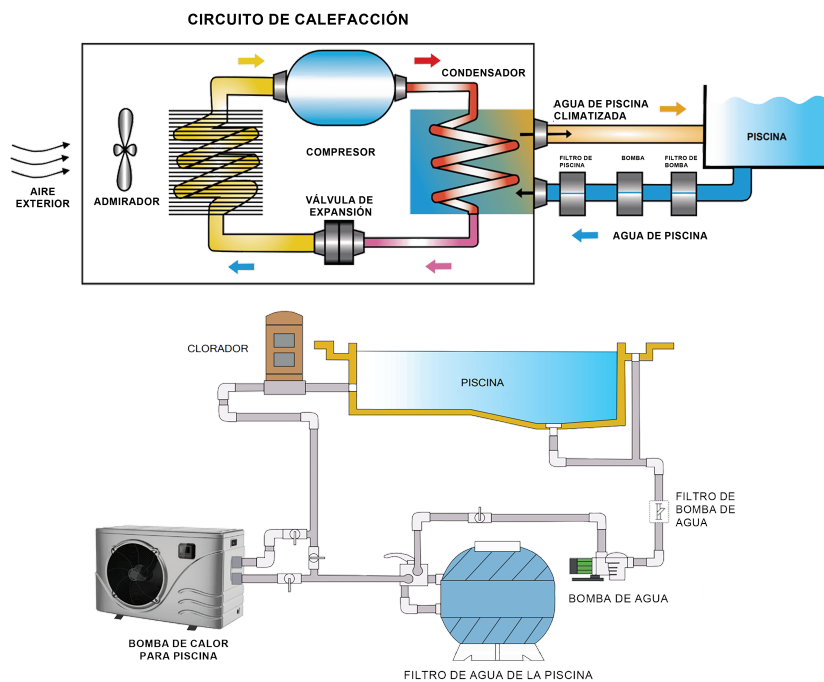 CIRCUITO DE CALEFACCIÓN
CONDENSADOR
AGUA DE PISCINA
CLIMATIZADA
PISCINA
COMPRESOR
FILTRO DE
PISCINA
BOMBA
FILTRO DE
BOMBA
AIRE
EXTERIOR
ADMIRADOR
VÁLVULA DE
EXPANSIÓN
AGUA DE PISCINA
CLORADOR
PISCINA
FILTRO DE
BOMBA DE
AGUA
BOMBA DE AGUA
BOMBA DE CALOR
PARA PISCINA
FILTRO DE AGUA DE LA PISCINA